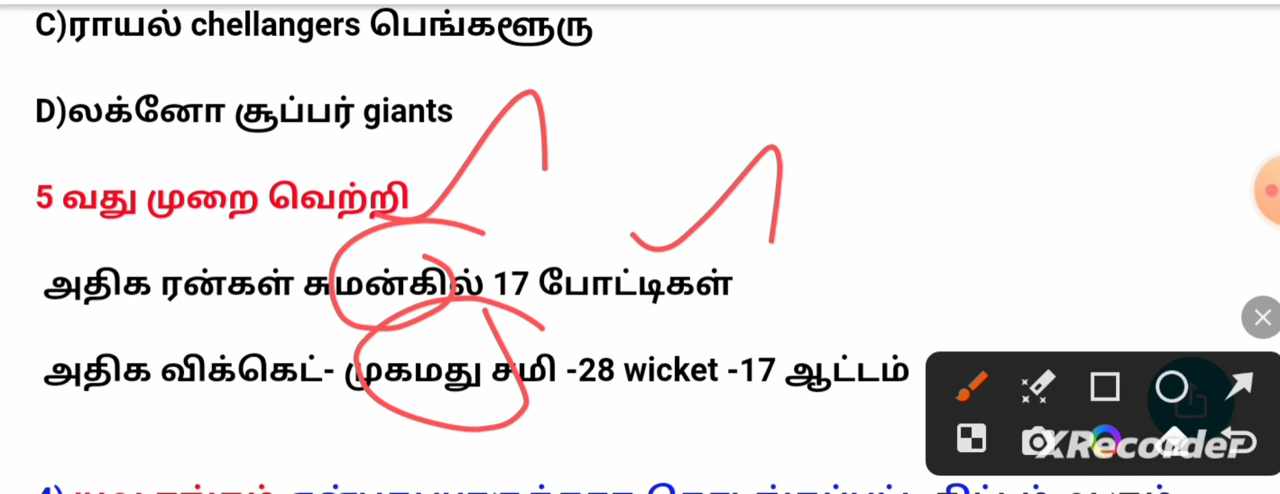 C)ராயல் chellangers பெங்களூரு
D)லக்னோ சூப்பர் giants
5 வது முறை வெற்றி
அதிக ரன்கள் சுமன்கில் 17 போட்டிகள்
அதிக விக்கெட்- முகமது சமி -28 wicket -17 ஆட்டம்
XRecorder